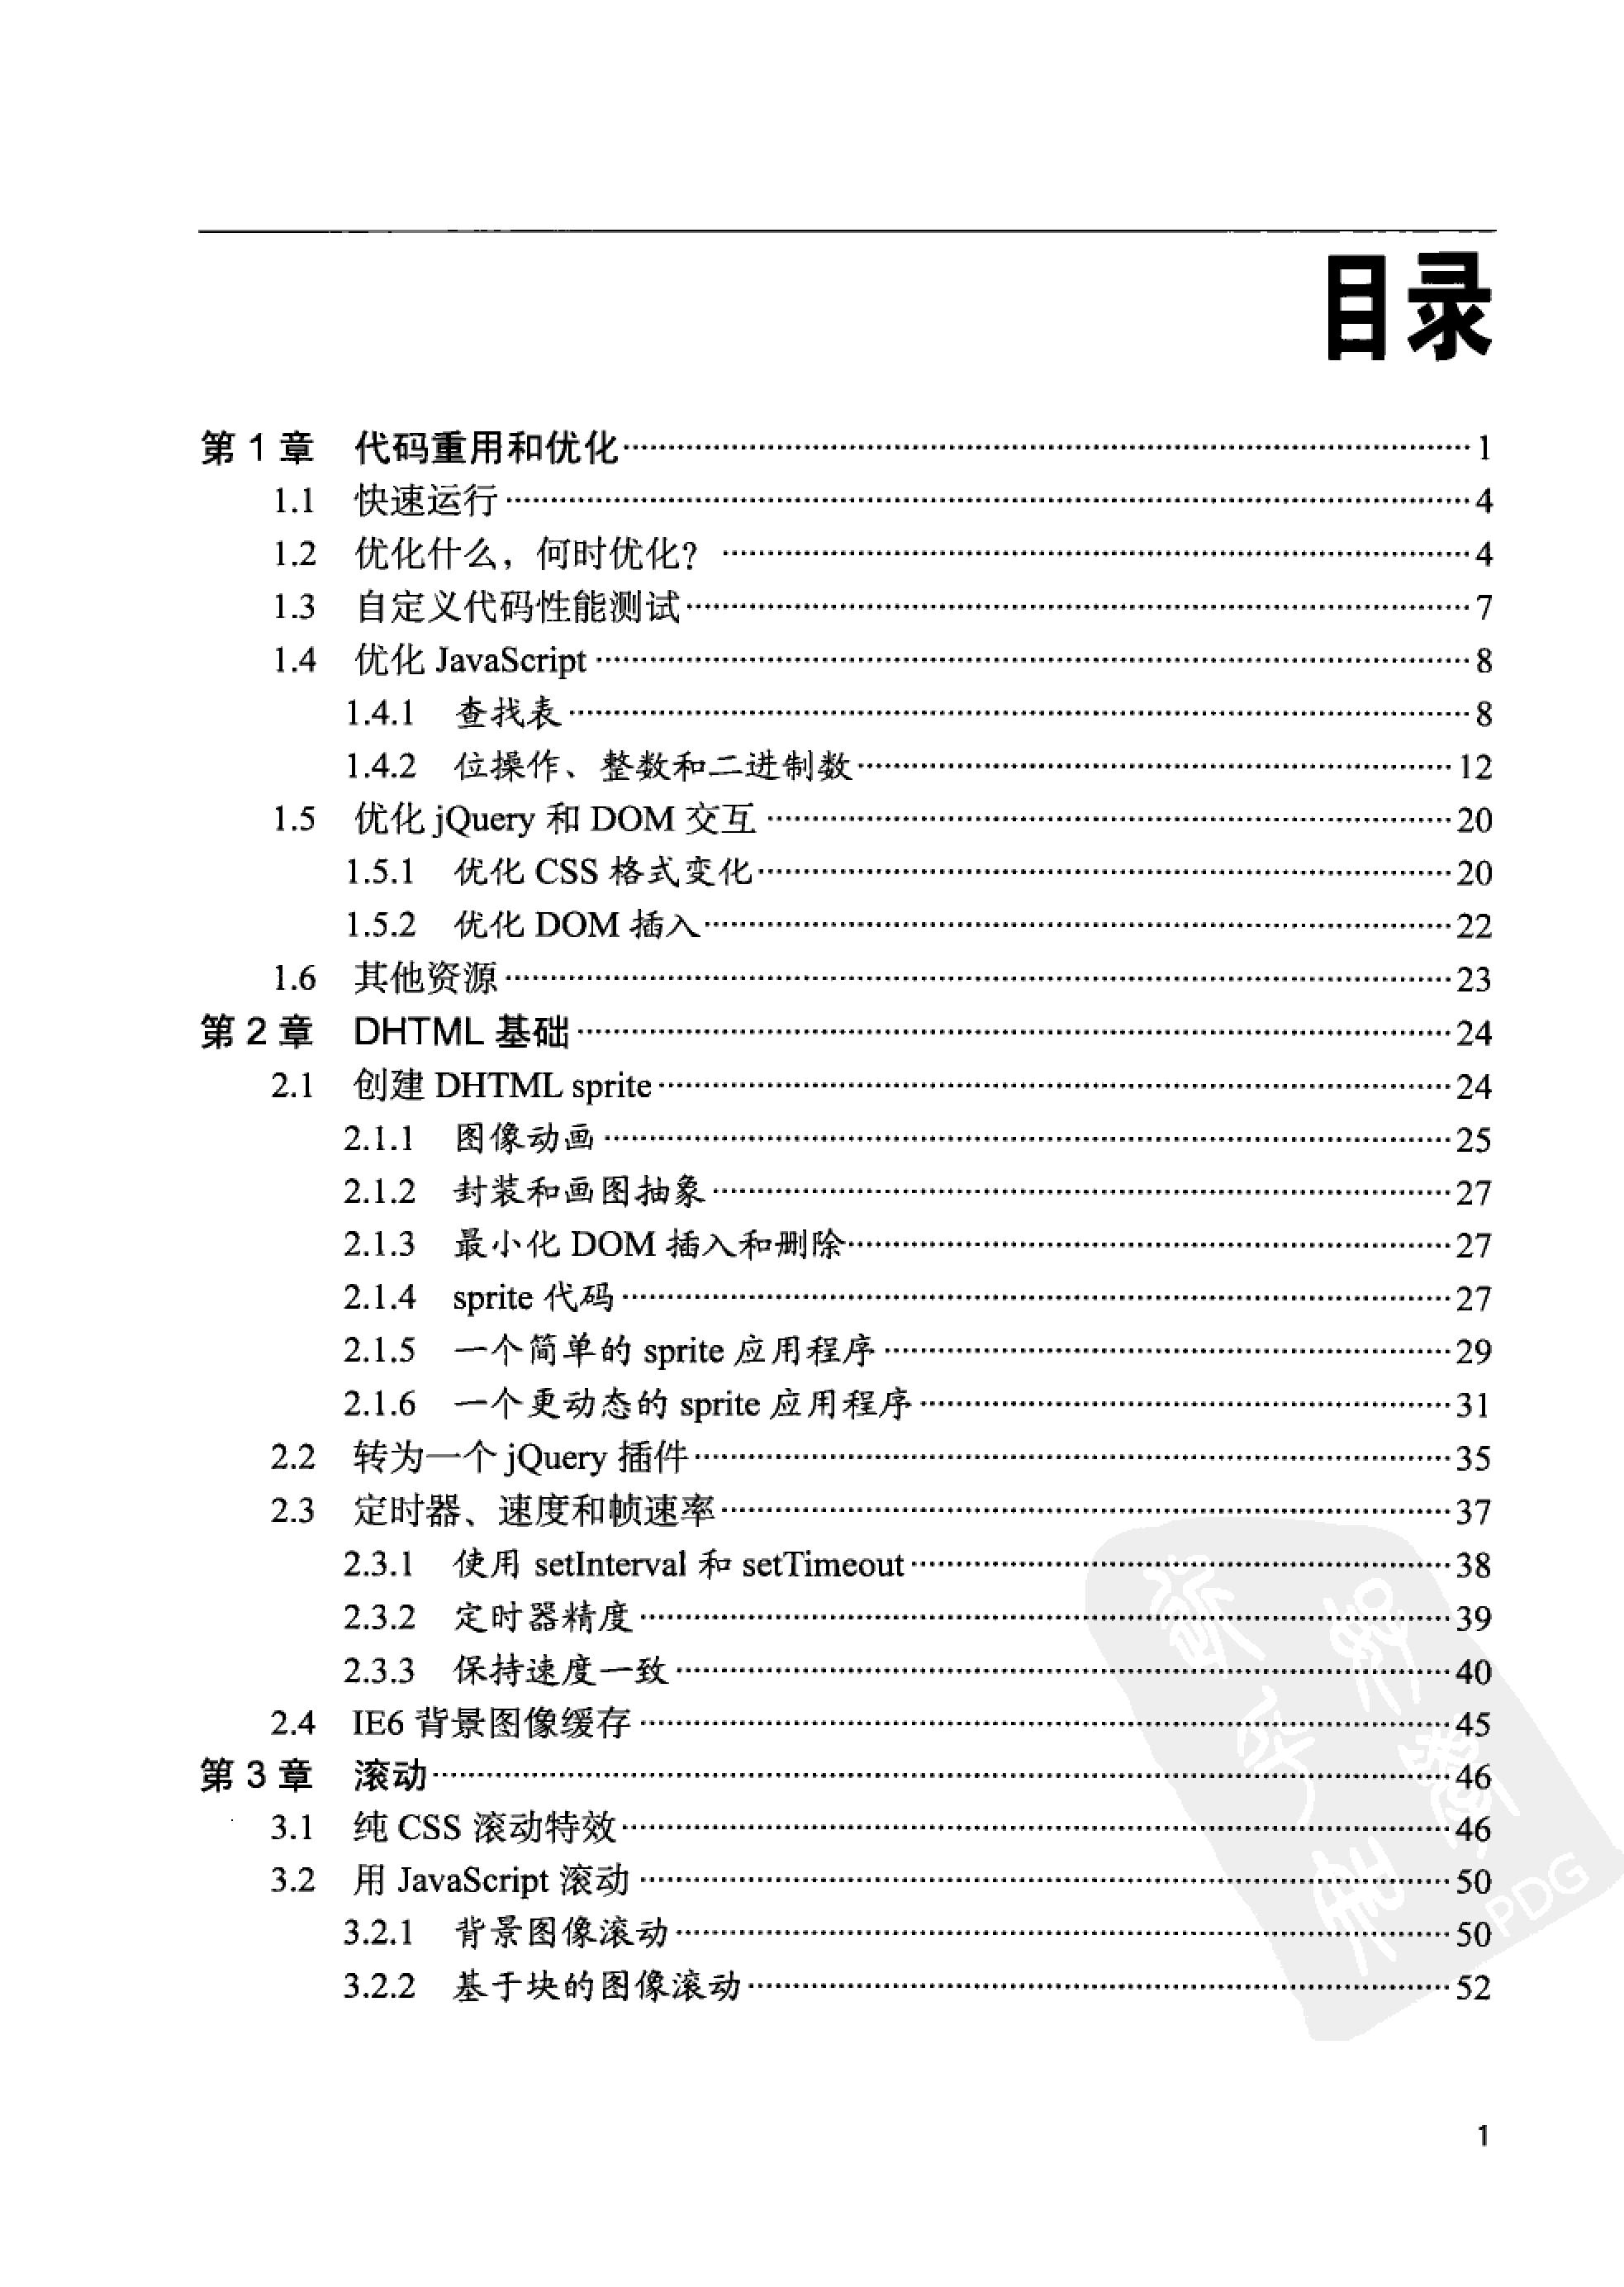 目录
第 1 章 代码重用和优化 1
1.1 快速运行 4
1.2 优化什么，何时优化？ 4
1.3 自定义代码性能测试 7
1.4 优化 JavaScript 8
1.4.1 查找表 8
1.4.2 位操作、整数和二进制数 12
1.5 优化 jQuery 和 DOM 交互 20
1.5.1 优化 CSS 格式变化 20
1.5.2 优化 DOM 插入 22
1.6 其他资源 23
第 2 章 DHTML 基础 24
2.1 创建 DHTML sprite 24
2.1.1 图像动画 25
2.1.2 封装和画图抽象 27
2.1.3 最小化 DOM 插入和删除 27
2.1.4 sprite 代码 27
2.1.5 一个简单的 sprite 应用程序 29
2.1.6 一个更动态的 sprite 应用程序 31
2.2 转为一个 jQuery 插件 35
2.3 定时器、速度和帧速率 37
2.3.1 使用 setInterval 和 setTimeout 38
2.3.2 定时器精度 39
2.3.3 保持速度一致 40
2.4 IE6 背景图像缓存 45
第 3 章 滚动 46
3.1 纯 CSS 滚动特效 46
3.2 用 JavaScript 滚动 50
3.2.1 背景图像滚动 50
3.2.2 基于块的图像滚动 52
PDG
1